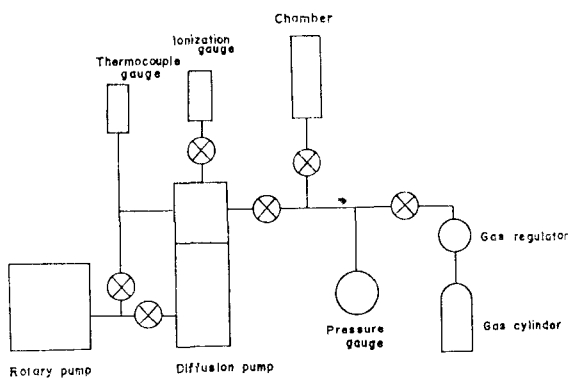 Chamber
Ionization
gauge
Thermocouple
gauge
Gas regulator
Pressure
gauge
Gas cylinder
Rotary pump
Diffusion pump